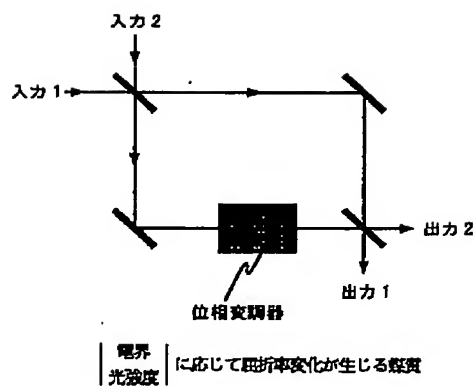 入力 2
入力 1
出力 2
出力 1
位相変調器
電界
光強度
に応じて屈折率変化が生じる媒質